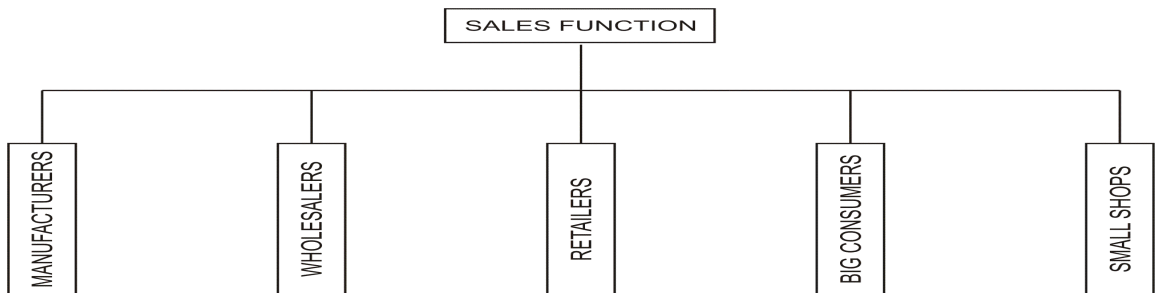 SALES FUNCTION
MANUFACTURERS
WHOLESALERS
RETAILERS
BIG CONSUMERS
SMALL SHOPS